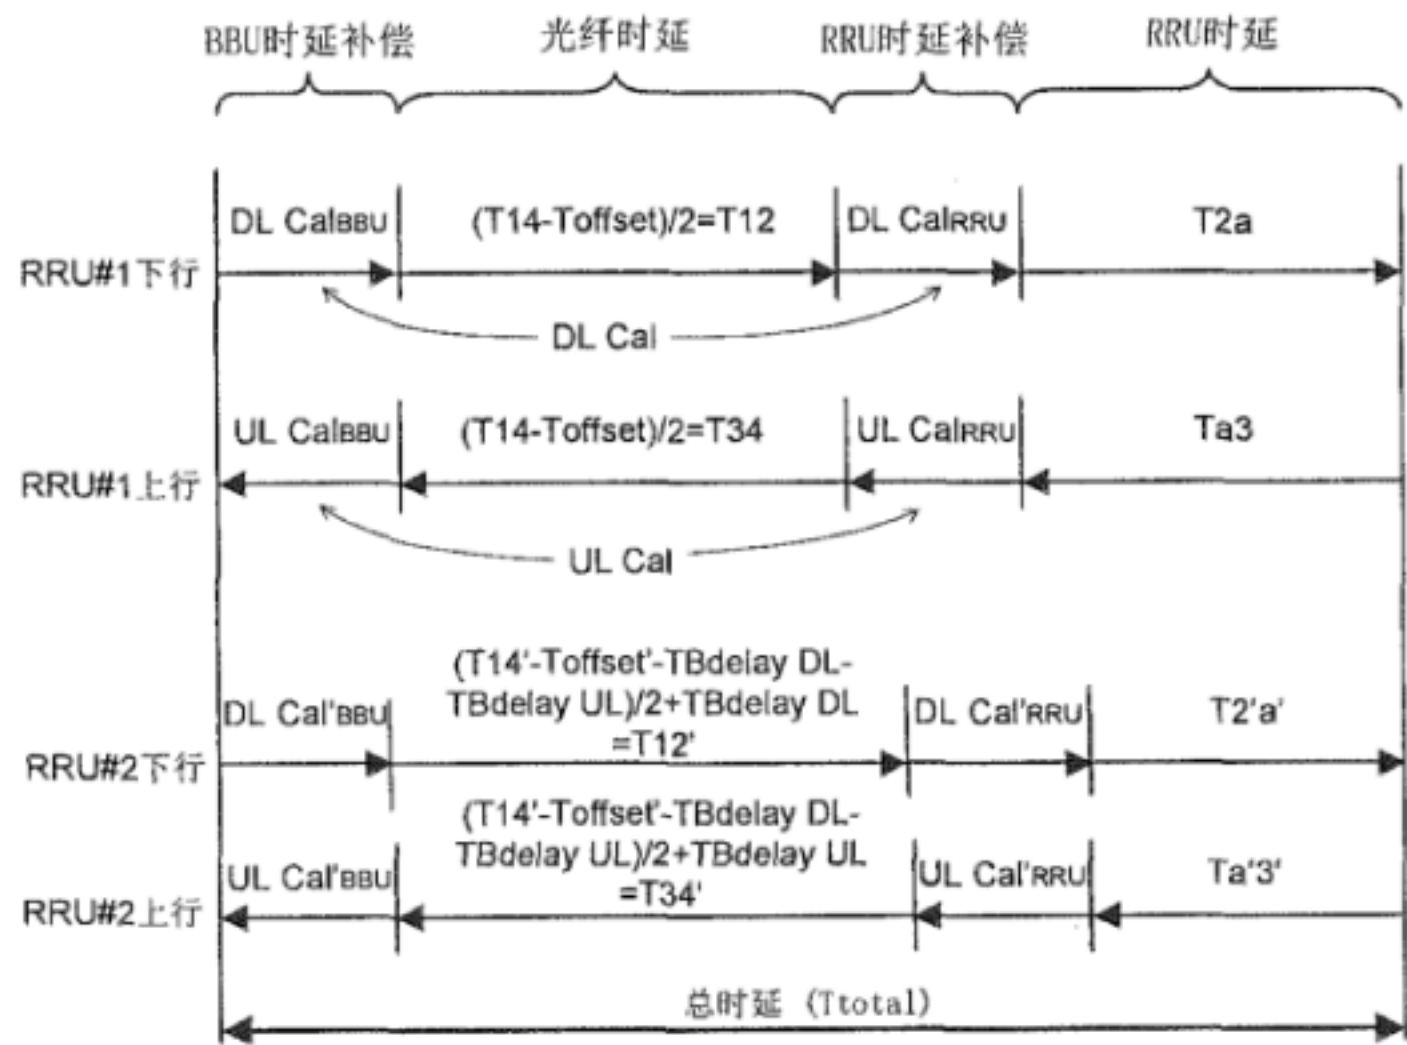 BBU时延补偿 光纤时延 RRU时延补偿 RRU时延
DL CalBBU (T14-Toffset)/2=T12 DL CalRRU T2a
RRU#1下行
DL Cal
UL CalBBU (T14-Toffset)/2=T34 UL CalRRU Ta3
RRU#1上行
UL Cal
(T14'-Toffset'-TBdelay DL-
DL Cal'BBU TBdelay UL)/2+TBdelay DL DL Cal'RRU T2'a'
=T12'
RRU#2下行
(T14'-Toffset'-TBdelay DL-
UL Cal'BBU TBdelay UL)/2+TBdelay UL UL Cal'RRU Ta'3'
=T34'
RRU#2上行
总时延 (Ttotal)